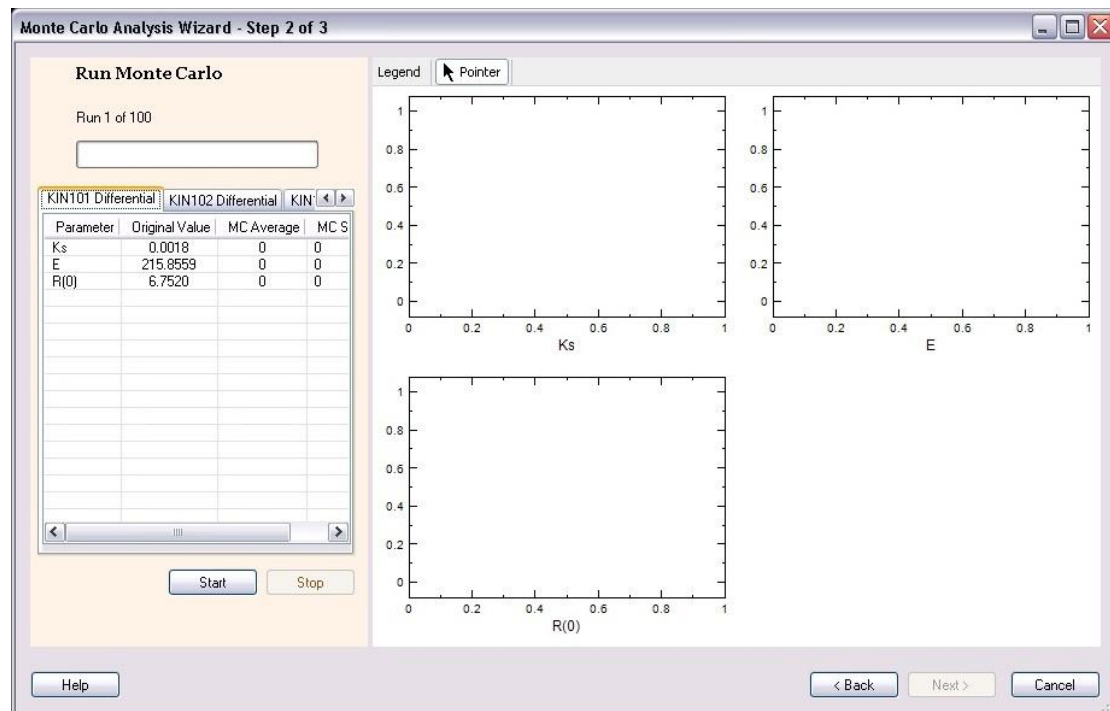 Monte Carlo Analysis Wizard - Step 2 of 3
Run Monte Carlo
Run 1 of 100
KIN101 Differential KIN102 Differential KIN
Parameter Original Value MC Average MC S
Ks 0.0018 0 0
E 215.8559 0 0
R(0) 6.7520 0 0
Start Stop
Legend Pointer
1
0.8
0.6
0.4
0.2
0
0 0.2 0.4 0.6 0.8 1
Ks
1
0.8
0.6
0.4
0.2
0
0 0.2 0.4 0.6 0.8 1
E
1
0.8
0.6
0.4
0.2
0
0 0.2 0.4 0.6 0.8 1
R(0)
Help < Back Next > Cancel